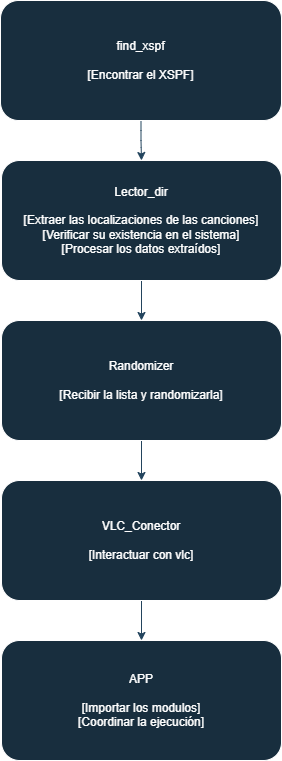 find_xspf
[Encontrar el XSPF]
Lector_dir
[Extraer las localizaciones de las canciones]
[Verificar su existencia en el sistema]
[Procesar los datos extraídos]
Randomizer
[Recibir la lista y randomizarla]
VLC_Conector
[Interactuar con vlc]
APP
[Importar los modulos]
[Coordinar la ejecución]